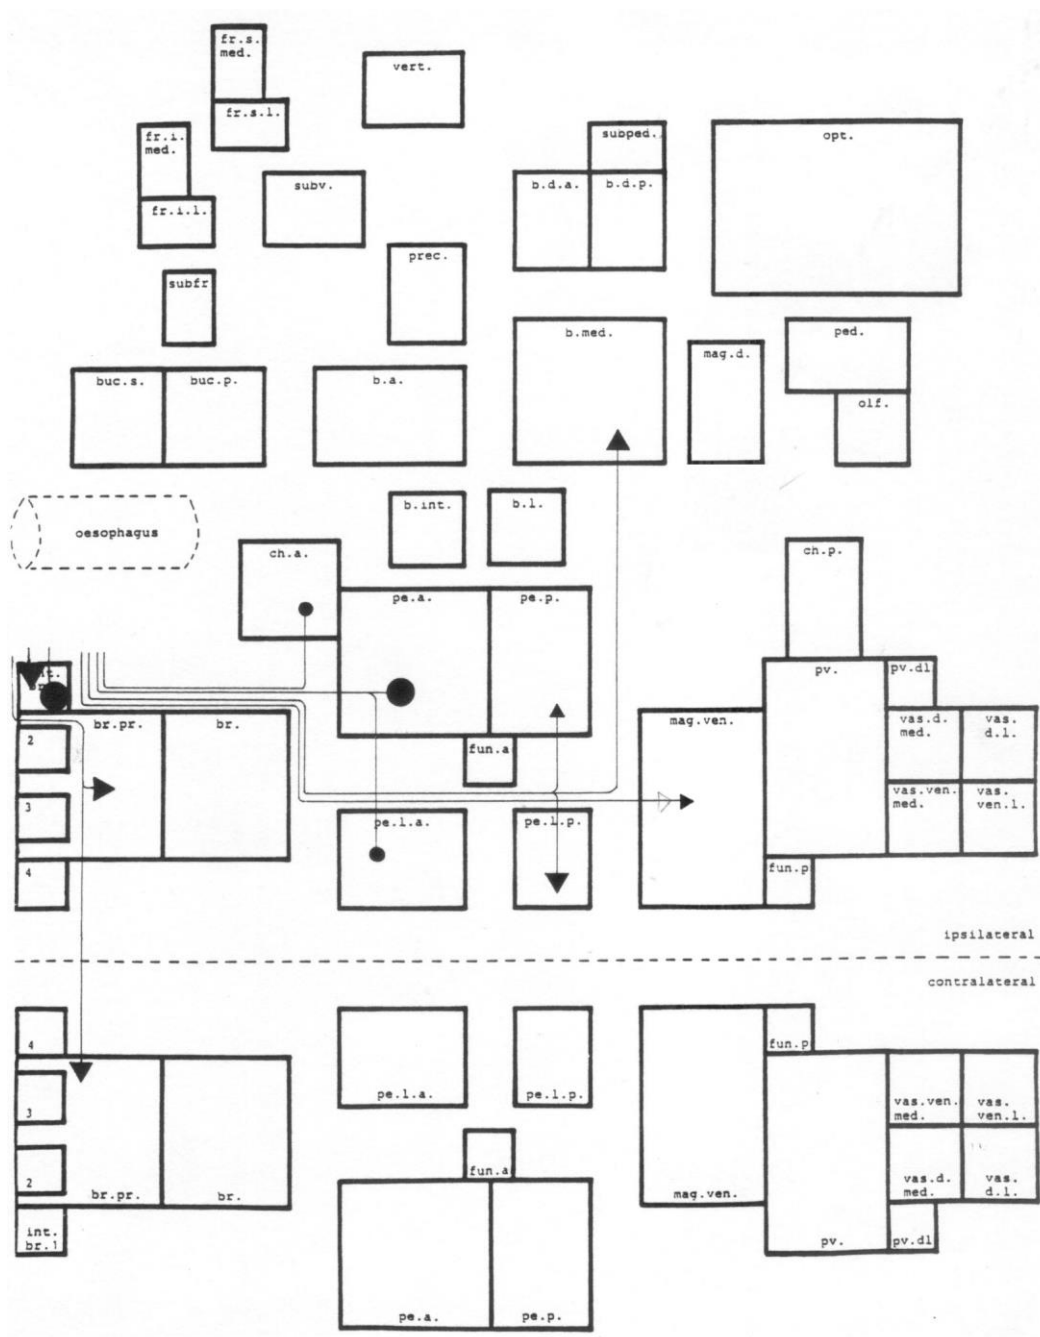 fr.s.
med.
vert.
fr.s.l.
fr.i.
med.
subped.
opt.
subv.
b.d.a.
b.d.p.
fr.i.l.
prec.
subfr
b.med.
ped.
mag.d.
buc.s.
buc.p.
b.a.
olf.
b.int.
b.l.
oesophagus
ch.a.
ch.p.
pe.a.
pe.p.
pv.
pv.dl
br.pr.
br.
mag.ven.
vas.d.
med.
vas.
d.l.
2
fun.a
vas.ven.
med.
vas.
ven.l.
3
pe.l.a.
pe.l.p.
4
fun.p
ipsilateral
contralateral
4
fun.p
3
pe.l.a.
pe.l.p.
vas.ven.
med.
vas.
ven.l.
2
fun.a
vas.d.
med.
vas.
d.l.
br.pr.
br.
mag.ven.
int.
br.1
pv.
pv.dl
pe.a.
pe.p.